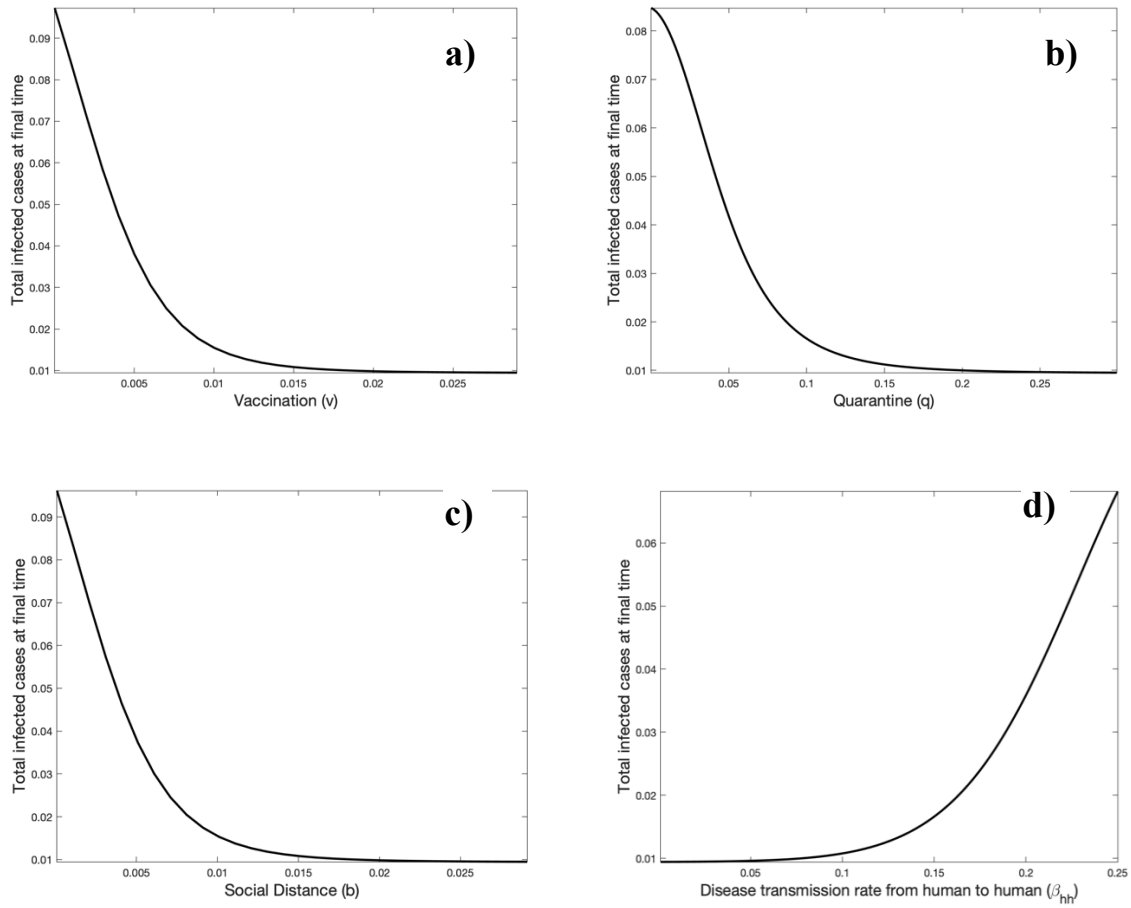 a)
Total infected cases at final time
0.09
0.08
0.07
0.06
0.05
0.04
0.03
0.02
0.01
0.005 0.01 0.015 0.02 0.025
Vaccination (v)
b)
Total infected cases at final time
0.08
0.07
0.06
0.05
0.04
0.03
0.02
0.01
0.05 0.1 0.15 0.2 0.25
Quarantine (q)
c)
Total infected cases at final time
0.09
0.08
0.07
0.06
0.05
0.04
0.03
0.02
0.01
0.005 0.01 0.015 0.02 0.025
Social Distance (b)
d)
Total infected cases at final time
0.06
0.05
0.04
0.03
0.02
0.01
0.05 0.1 0.15 0.2 0.25
Disease transmission rate from human to human (β_hh)